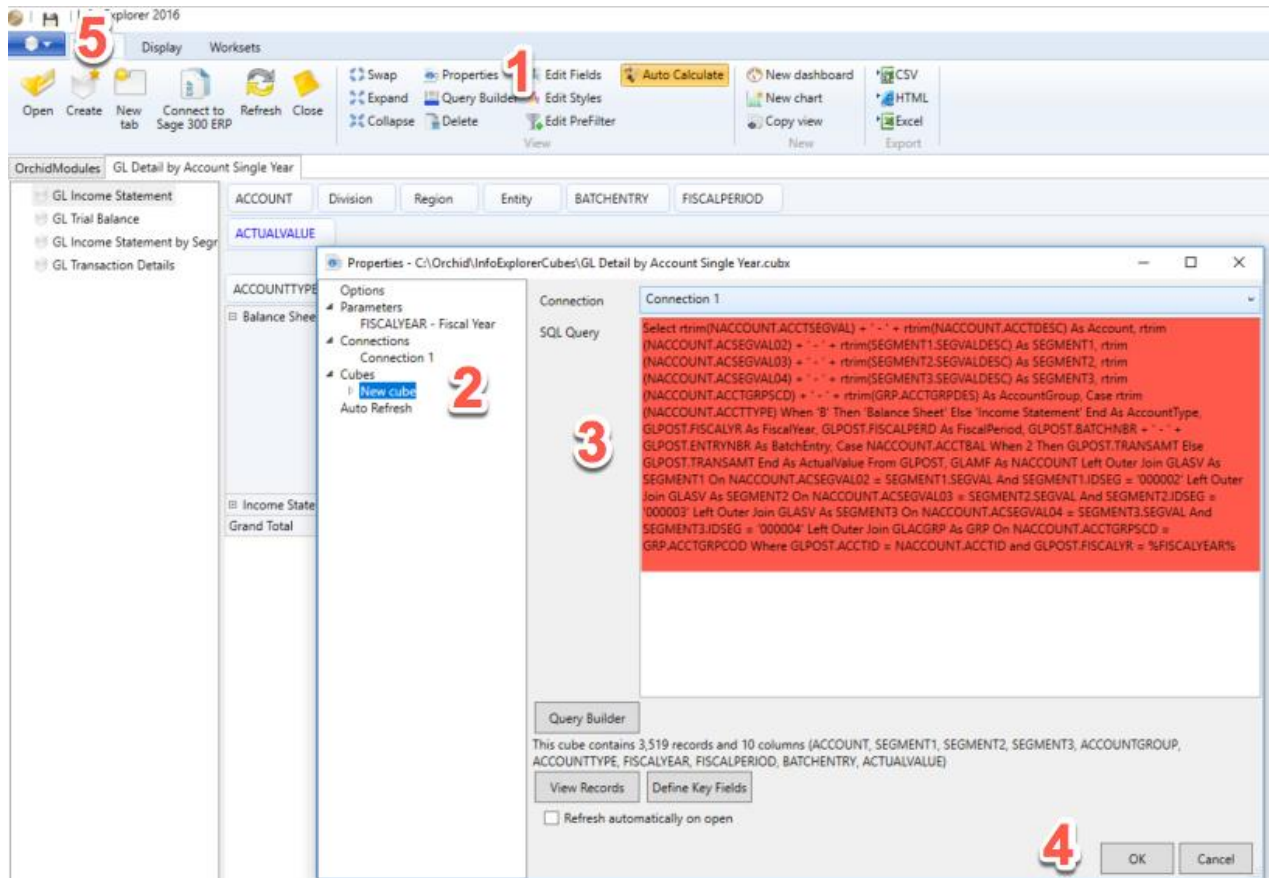 xplorer 2016
5
Display Worksets
Open Create New tab Connect to Sage 300 ERP Refresh Close
Swap Properties 1 Edit Fields Auto Calculate New dashboard CSV
Expand Query Builder Edit Styles New chart HTML
Collapse Delete Edit PreFilter Copy view Excel
View New Export
OrchidModules GL Detail by Account Single Year
GL Income Statement
GL Trial Balance
GL Income Statement by Segr
GL Transaction Details
ACCOUNT Division Region Entity BATCHENTRY FISCALPERIOD
ACTUALVALUE
ACCOUNTTYPE
Balance Shee
Income State
Grand Total
Properties - C:\Orchid\InfoExplorerCubes\GL Detail by Account Single Year.cubx
Options
Parameters
FISCALYEAR - Fiscal Year
Connections
Connection 1
Cubes
New cube
Auto Refresh
2
Connection Connection 1
SQL Query
3
Select rtrim(NACCOUNT.ACCTSEGVAL) + ' - ' + rtrim(NACCOUNT.ACCTDESC) As Account, rtrim
(NACCOUNT.ACSEGVAL02) + ' - ' + rtrim(SEGMENT1.SEGVALDESC) As SEGMENT1, rtrim
(NACCOUNT.ACSEGVAL03) + ' - ' + rtrim(SEGMENT2.SEGVALDESC) As SEGMENT2, rtrim
(NACCOUNT.ACSEGVAL04) + ' - ' + rtrim(SEGMENT3.SEGVALDESC) As SEGMENT3, rtrim
(NACCOUNT.ACCTGRPSCD) + ' - ' + rtrim(GRP.ACCTGRPDES) As AccountGroup, Case rtrim
(NACCOUNT.ACCTTYPE) When 'B' Then 'Balance Sheet' Else 'Income Statement' End As AccountType,
GLPOST.FISCALYR As FiscalYear, GLPOST.FISCALPERD As FiscalPeriod, GLPOST.BATCHNBR + ' - ' +
GLPOST.ENTRYNBR As BatchEntry, Case NACCOUNT.ACCTBAL When 2 Then GLPOST.TRANSAMT Else
GLPOST.TRANSAMT End As ActualValue From GLPOST, GLAMF As NACCOUNT Left Outer Join GLASV As
SEGMENT1 On NACCOUNT.ACSEGVAL02 = SEGMENT1.SEGVAL And SEGMENT1.IDSEG = '000002' Left Outer
Join GLASV As SEGMENT2 On NACCOUNT.ACSEGVAL03 = SEGMENT2.SEGVAL And SEGMENT2.IDSEG =
'000003' Left Outer Join GLASV As SEGMENT3 On NACCOUNT.ACSEGVAL04 = SEGMENT3.SEGVAL And
SEGMENT3.IDSEG = '000004' Left Outer Join GLACGRP As GRP On NACCOUNT.ACCTGRPSCD =
GRP.ACCTGRPCOD Where GLPOST.ACCTID = NACCOUNT.ACCTID and GLPOST.FISCALYR = %FISCALYEAR%
Query Builder
This cube contains 3,519 records and 10 columns (ACCOUNT, SEGMENT1, SEGMENT2, SEGMENT3, ACCOUNTGROUP,
ACCOUNTTYPE, FISCALYEAR, FISCALPERIOD, BATCHENTRY, ACTUALVALUE)
View Records Define Key Fields
Refresh automatically on open
4
OK Cancel